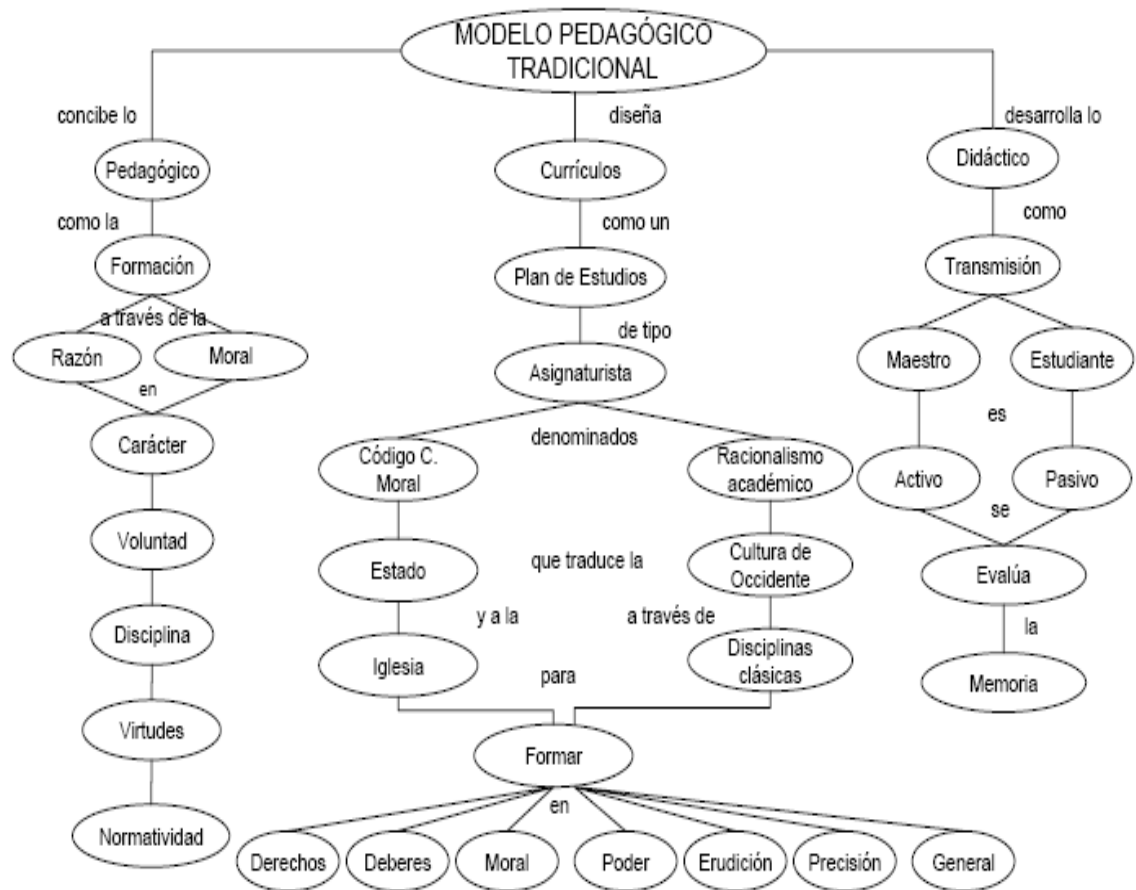 MODELO PEDAGÓGICO
TRADICIONAL
concibe lo
diseña
desarrolla lo
Pedagógico
Currículos
Didáctico
como la
como un
como
Formación
Plan de Estudios
Transmisión
a través de la
de tipo
Razón
Moral
Asignaturista
Maestro
Estudiante
en
es
Carácter
denominados
Código C.
Moral
Racionalismo
académico
Activo
Pasivo
se
Voluntad
Estado
que traduce la
Cultura de
Occidente
Evalúa
y a la
a través de
la
Disciplina
Iglesia
para
Disciplinas
clásicas
Memoria
Virtudes
Formar
en
Normatividad
Derechos
Deberes
Moral
Poder
Erudición
Precisión
General